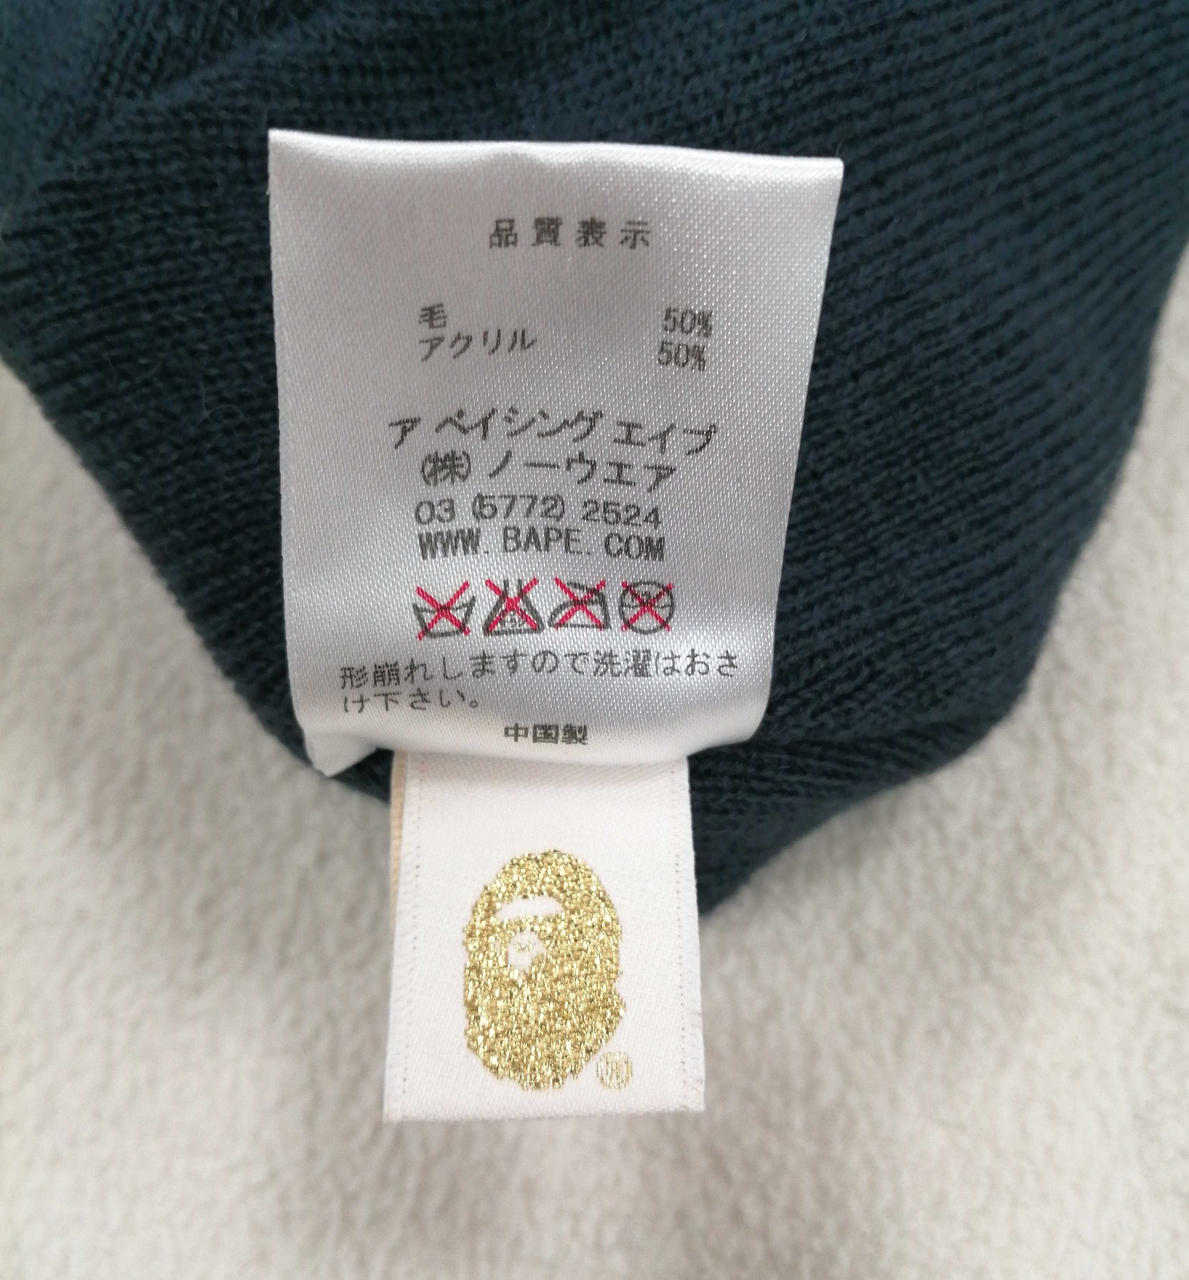 品質表示
毛 50%
アクリル 50%
ア ベイシング エイプ
(株)ノーウエア
03 (5772) 2524
WWW. BAPE. COM
形崩れしますので洗濯はおさ
け下さい。
中国製
®